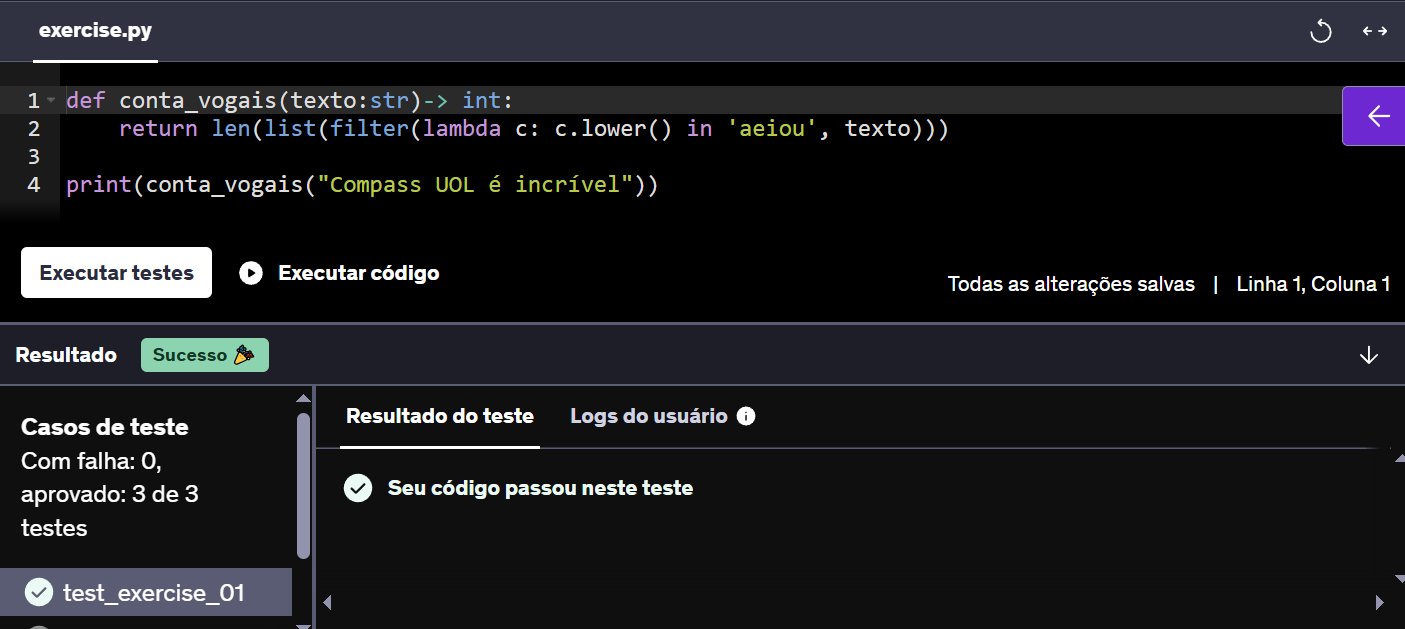 exercise.py
1 def conta_vogais(texto:str)-> int:
2     return len(list(filter(lambda c: c.lower() in 'aeiou', texto)))
3
4 print(conta_vogais("Compass UOL é incrível"))
Executar testes
Executar código
Todas as alterações salvas | Linha 1, Coluna 1
Resultado
Sucesso
Casos de teste
Com falha: 0,
aprovado: 3 de 3
testes
test_exercise_01
Resultado do teste
Logs do usuário
Seu código passou neste teste